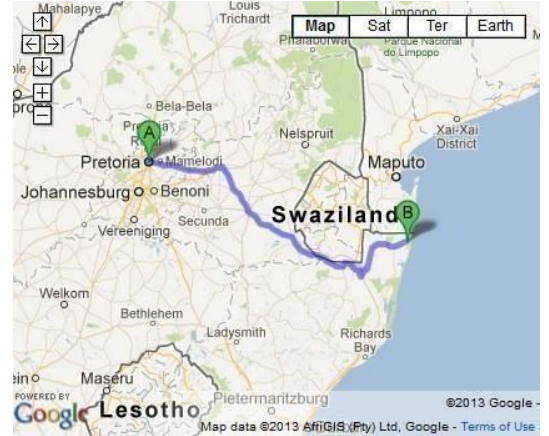 Mahalapye
Louis
Trichardt
Limpopo
Map Sat Ter Earth
Phalaborwa
Parque Nacional
do Limpopo
Bela-Bela
A
Pretoria
Mamelodi
Nelspruit
Xai-Xai
District
Maputo
Johannesburg
Benoni
Swaziland
B
Secunda
Vereeniging
Welkom
Bethlehem
Ladysmith
Richards
Bay
Maseru
Lesotho
Pietermaritzburg
POWERED BY
Google
©2013 Google -
Map data ©2013 AfriGIS (Pty) Ltd, Google - Terms of Use